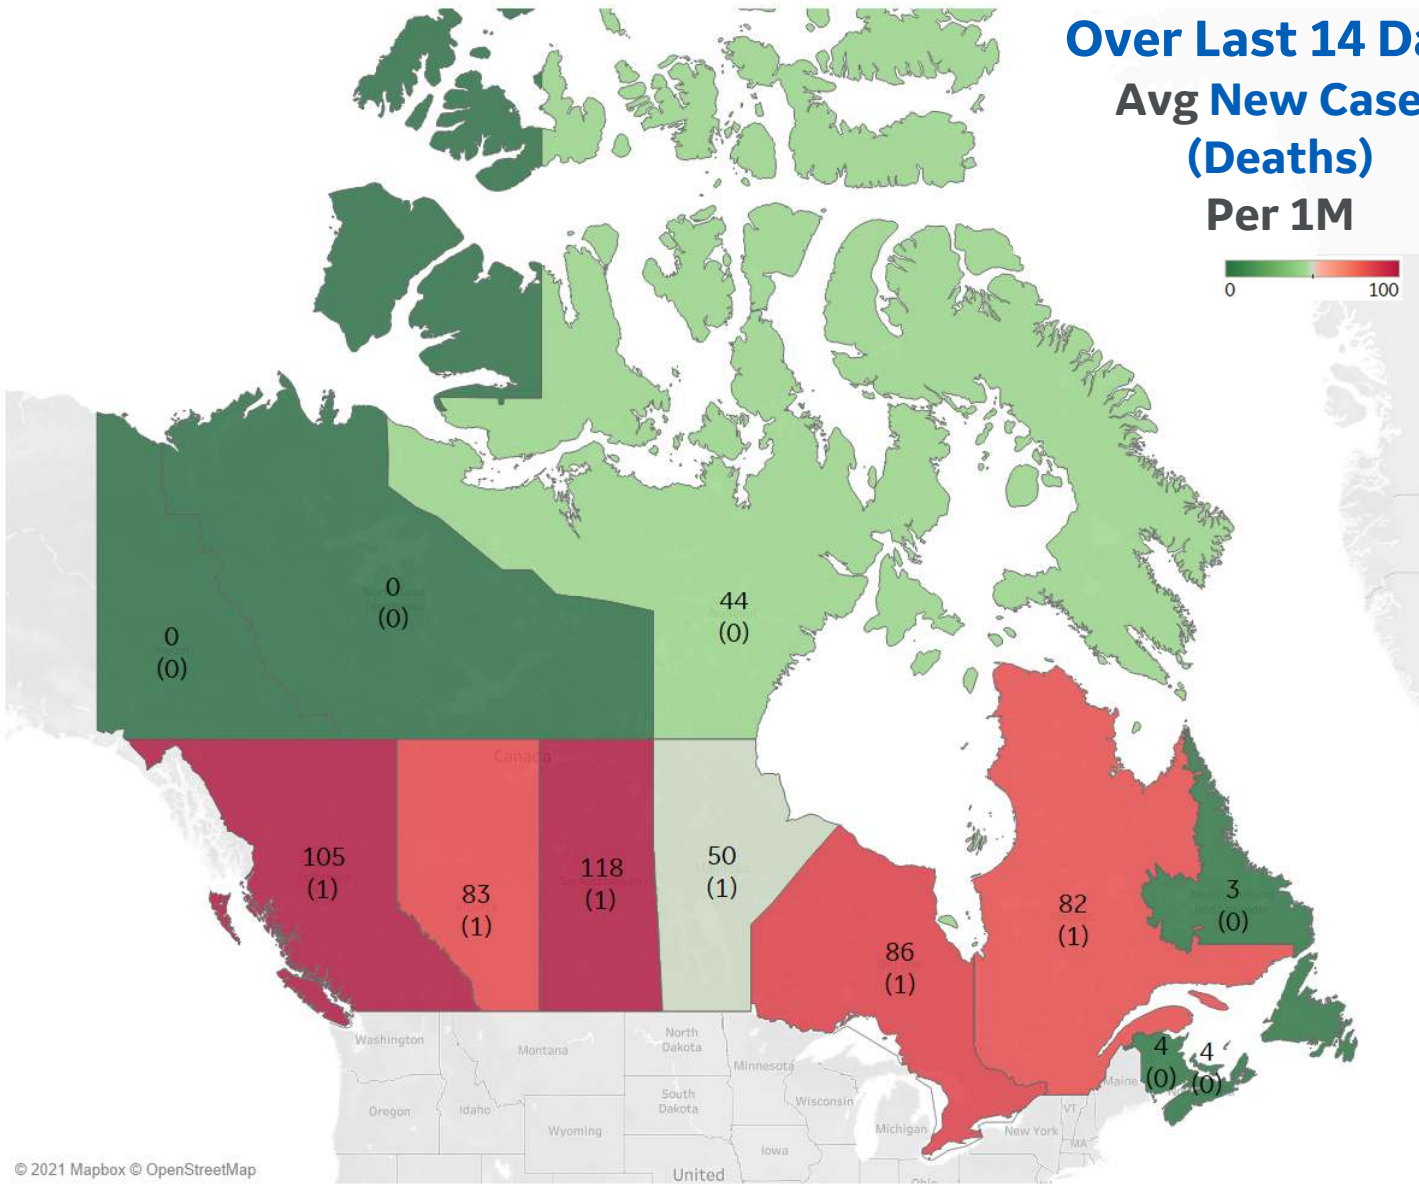 Over Last 14 Da
Avg New Case
(Deaths)
Per 1M
0
100
0
(0)
0
(0)
44
(0)
Canada
105
(1)
83
(1)
118
(1)
50
(1)
86
(1)
82
(1)
3
(0)
4
(0)
4
(0)
Washington
Montana
North
Dakota
Minnesota
Oregon
Idaho
South
Dakota
Wisconsin
Wyoming
Michigan
New York
VT
Maine
MA
Iowa
Ohio
United
© 2021 Mapbox © OpenStreetMap